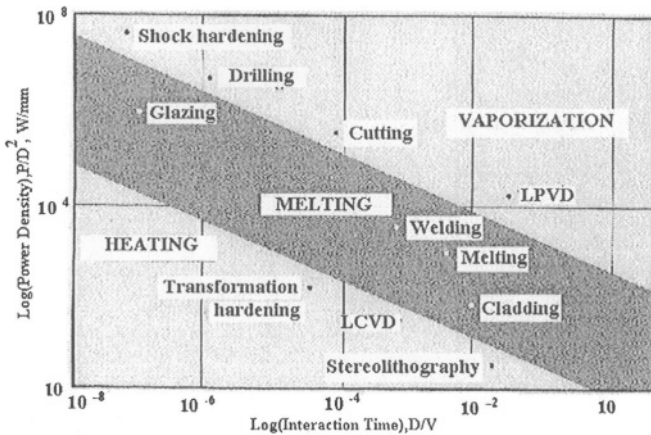 10 8
Shock hardening
Drilling
Glazing
Cutting
VAPORIZATION
Log(Power Density),P/D2, W/mm
10 4
MELTING
LPVD
Welding
HEATING
Melting
Transformation
hardening
LCVD
Cladding
Stereolithography
10
10 -8
10 -6
10 -4
10 -2
10
Log(Interaction Time),D/V